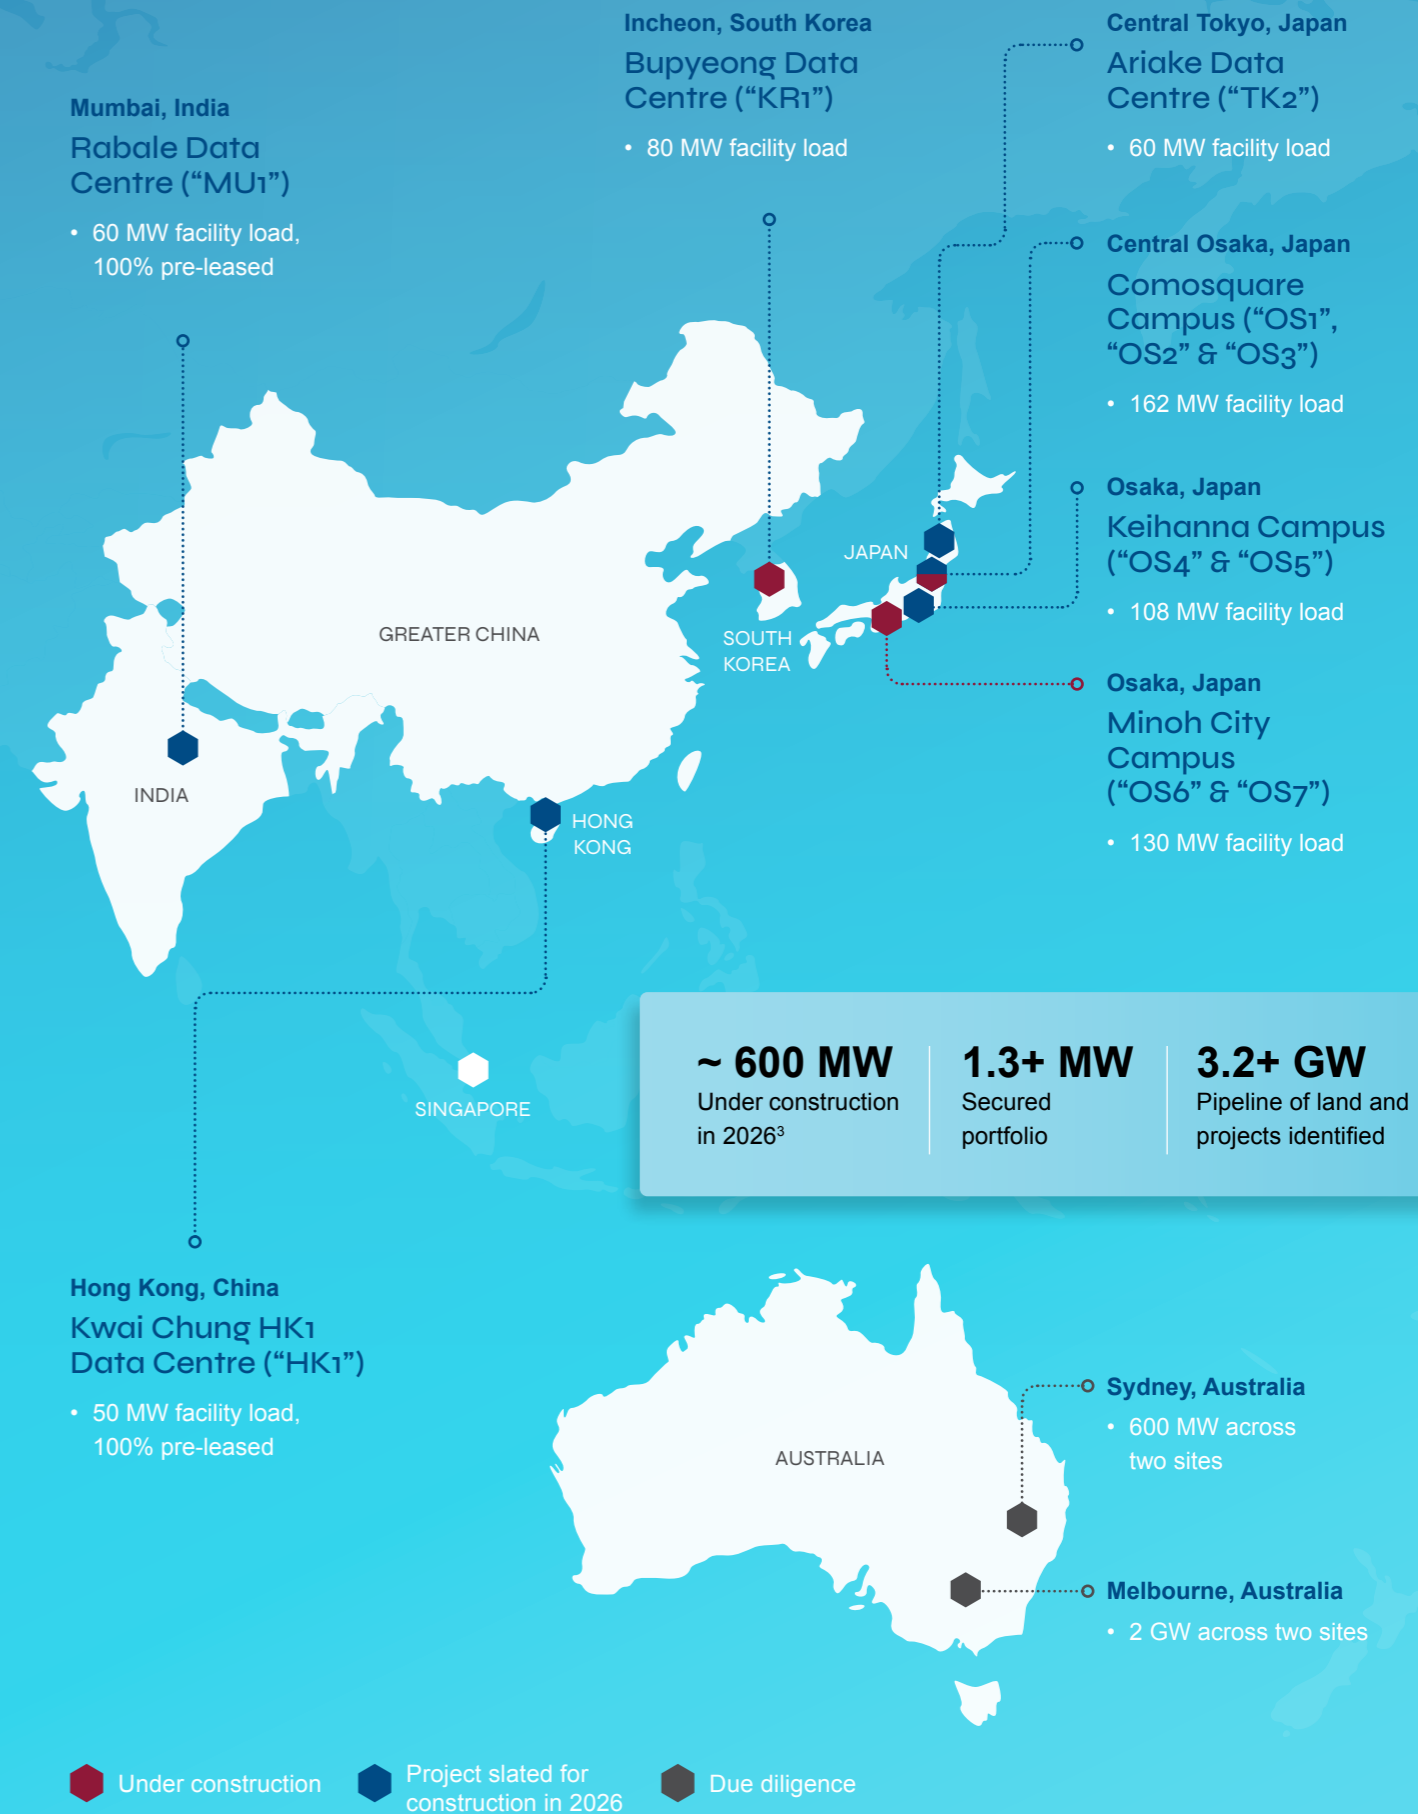 Mumbai, India
Rabale Data
Centre (“MU1”)
• 60 MW facility load,
100% pre-leased
Incheon, South Korea
Bupyeong Data
Centre (“KR1”)
• 80 MW facility load
Central Tokyo, Japan
Ariake Data
Centre (“TK2”)
• 60 MW facility load
Central Osaka, Japan
Comosquare
Campus (“OS1”,
“OS2” & “OS3”)
• 162 MW facility load
Osaka, Japan
Keihanna Campus
(“OS4” & “OS5”)
• 108 MW facility load
Osaka, Japan
Minoh City
Campus
(“OS6” & “OS7”)
• 130 MW facility load
JAPAN
GREATER CHINA
SOUTH
KOREA
INDIA
HONG
KONG
SINGAPORE
~ 600 MW
Under construction
in 2026³
1.3+ MW
Secured
portfolio
3.2+ GW
Pipeline of land and
projects identified
Hong Kong, China
Kwai Chung HK1
Data Centre (“HK1”)
• 50 MW facility load,
100% pre-leased
AUSTRALIA
Sydney, Australia
• 600 MW across
two sites
Melbourne, Australia
• 2 GW across two sites
Under construction
Project slated for
construction in 2026
Due diligence